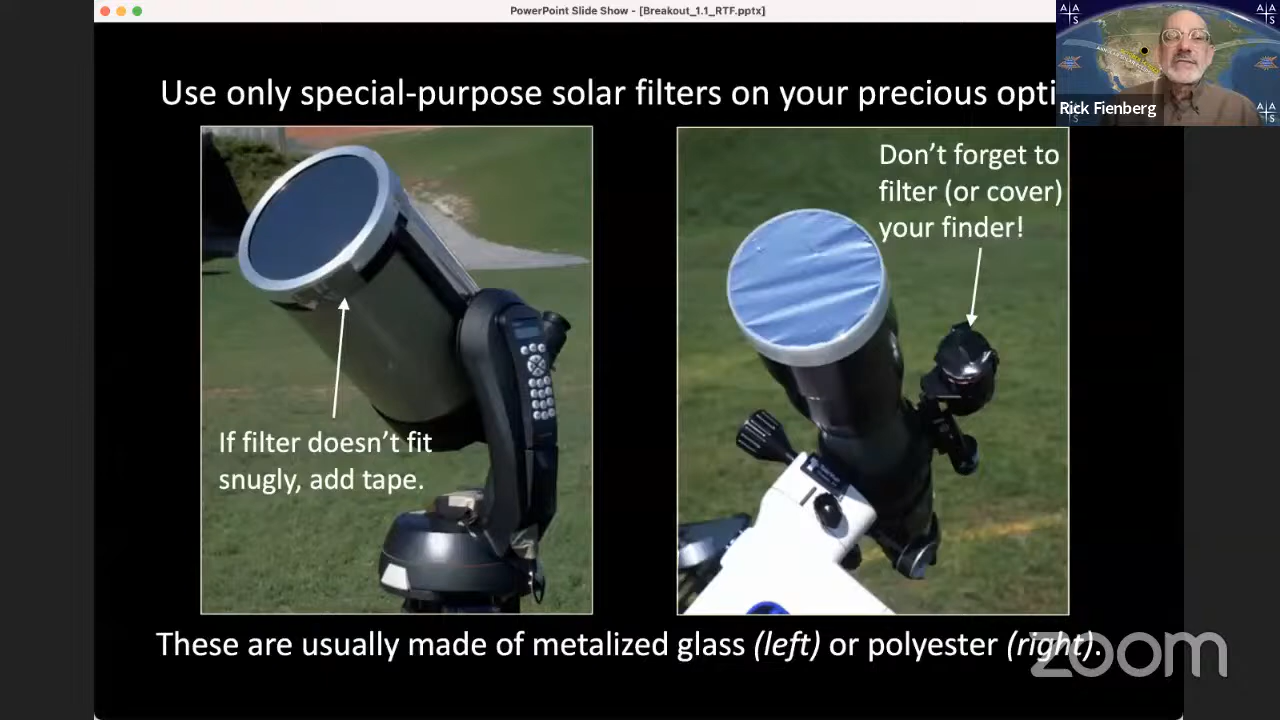 PowerPoint Slide Show - [Breakout_1.1_RTF.pptx]
Use only special-purpose solar filters on your precious opti
A A
S
A A
S
A A
S
Rick Fienberg
Don't forget to
filter (or cover)
your finder!
If filter doesn't fit
snugly, add tape.
These are usually made of metalized glass (left) or polyester (right).
zoom